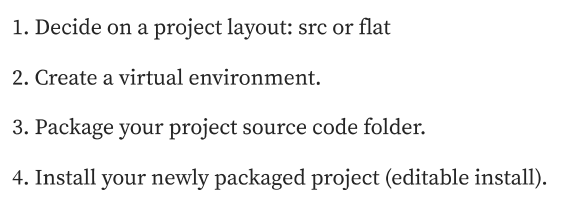 1. Decide on a project layout: src or flat
2. Create a virtual environment.
3. Package your project source code folder.
4. Install your newly packaged project (editable install).